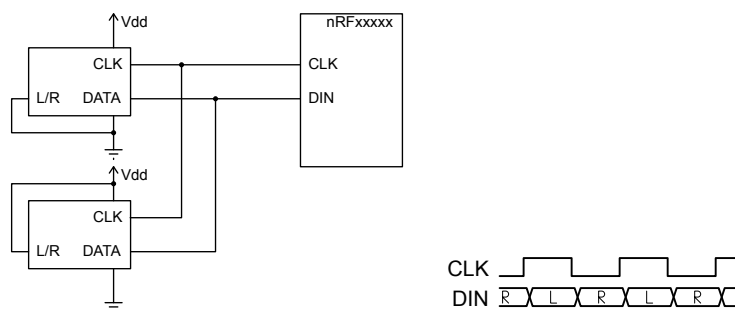 Vdd
nRFxxxxx
CLK
CLK
L/R
DATA
DIN
Vdd
CLK
L/R
DATA
CLK
DIN
R
L
R
L
R